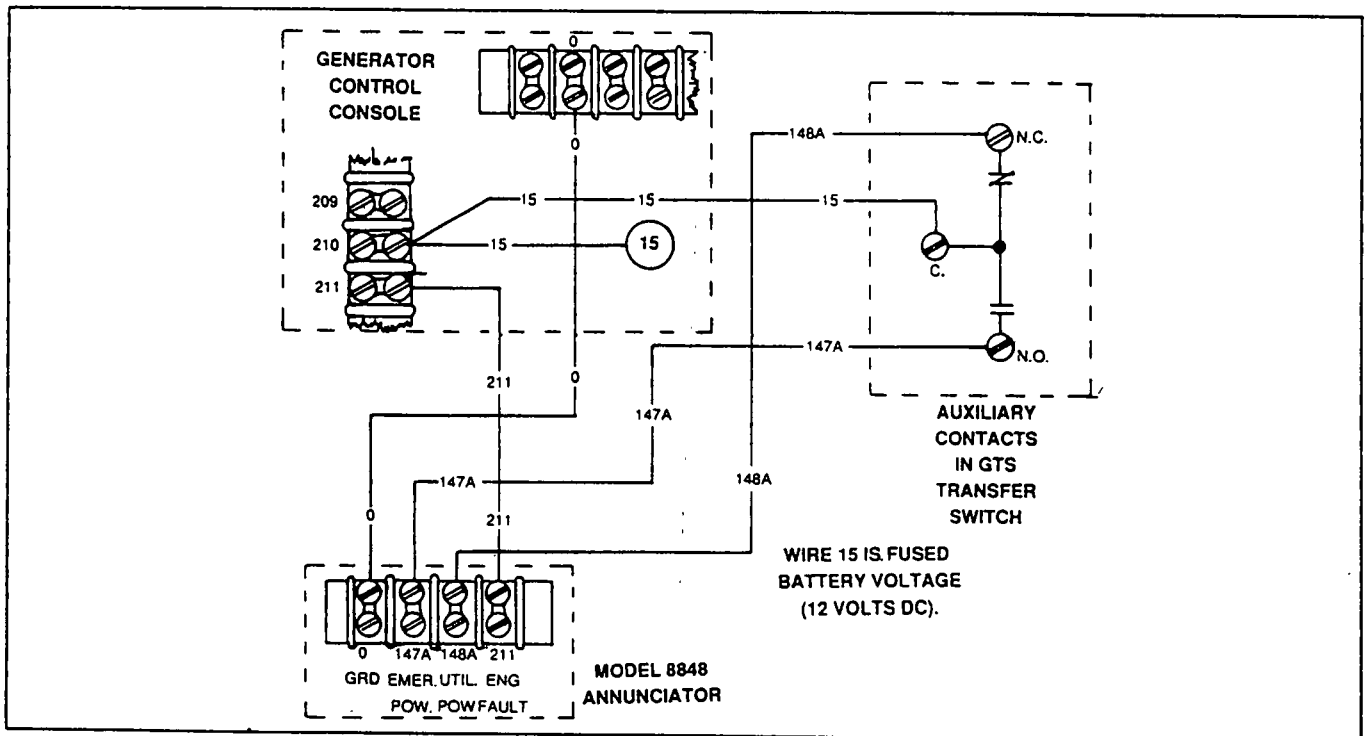 GENERATOR
CONTROL
CONSOLE
0
0
209
210
211
15
15
15
15
15
148A
N.C.
C.
147A
N.O.
211
0
147A
147A
148A
0
211
AUXILIARY
CONTACTS
IN GTS
TRANSFER
SWITCH
WIRE 15 IS FUSED
BATTERY VOLTAGE
(12 VOLTS DC).
0 147A 148A 211
GRD EMER. UTIL. ENG
POW. POW FAULT
MODEL 8848
ANNUNCIATOR